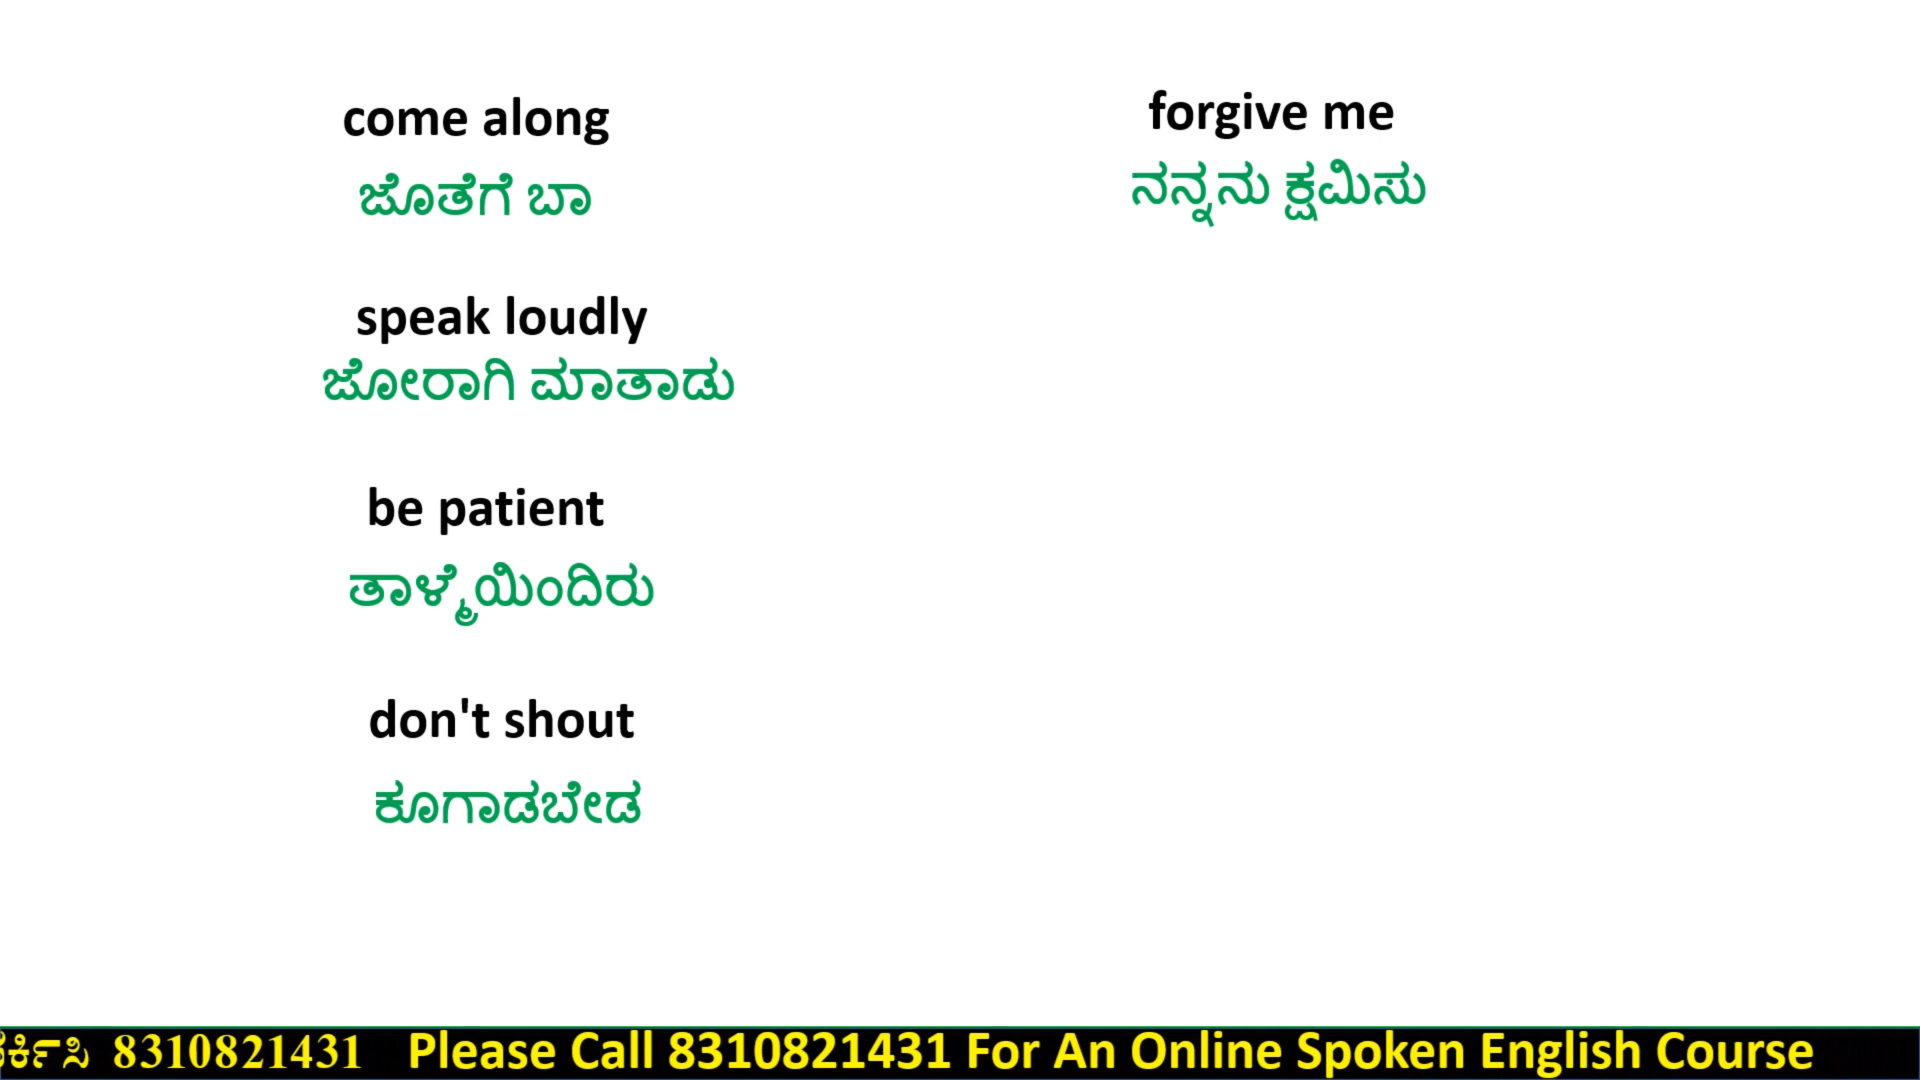 come along
ಜೊತೆಗೆ ಬಾ
speak loudly
ಜೋರಾಗಿ ಮಾತಾಡು
be patient
ತಾಳ್ಮೆಯಿಂದಿರು
don't shout
ಕೂಗಾಡಬೇಡ
forgive me
ನನ್ನನು ಕ್ಷಮಿಸು
8310821431 Please Call 8310821431 For An Online Spoken English Course